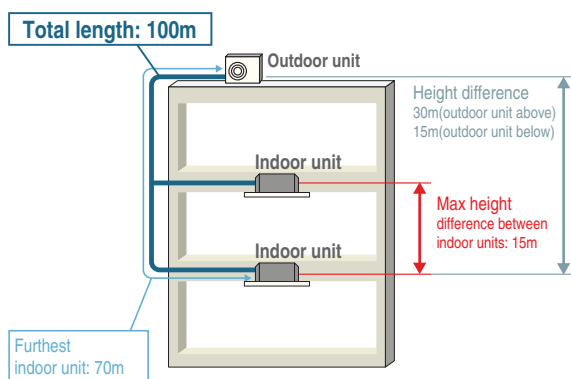 Total length: 100m
Outdoor unit
Height difference
30m(outdoor unit above)
15m(outdoor unit below)
Indoor unit
Max height
difference between
indoor units: 15m
Indoor unit
Furthest
indoor unit: 70m